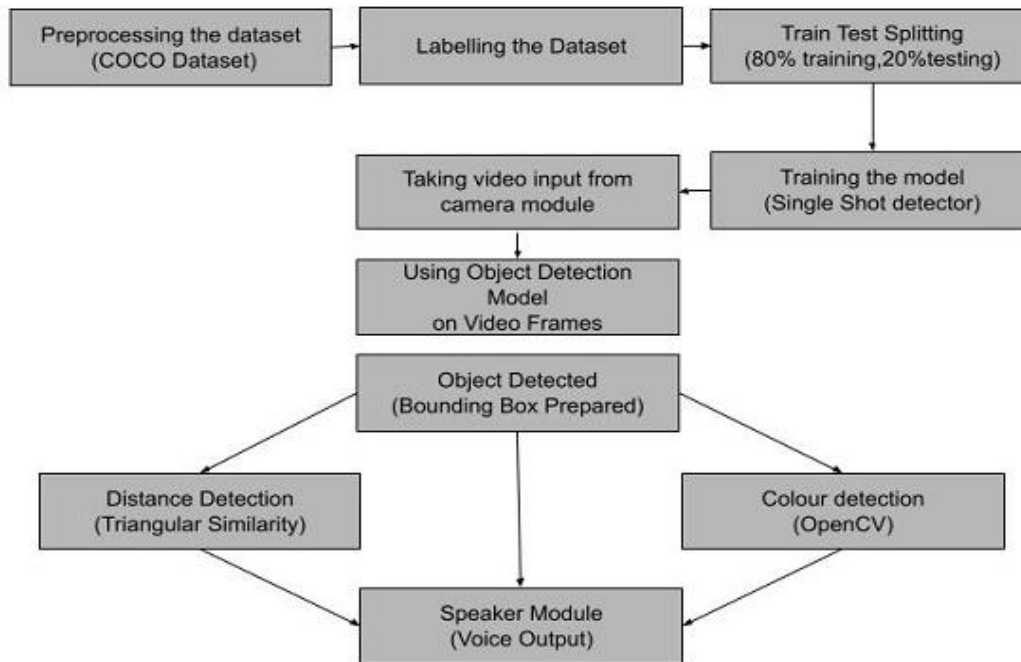 Preprocessing the dataset
(COCO Dataset)
Labelling the Dataset
Train Test Splitting
(80% training,20%testing)
Training the model
(Single Shot detector)
Taking video input from
camera module
Using Object Detection
Model
on Video Frames
Object Detected
(Bounding Box Prepared)
Distance Detection
(Triangular Similarity)
Colour detection
(OpenCV)
Speaker Module
(Voice Output)